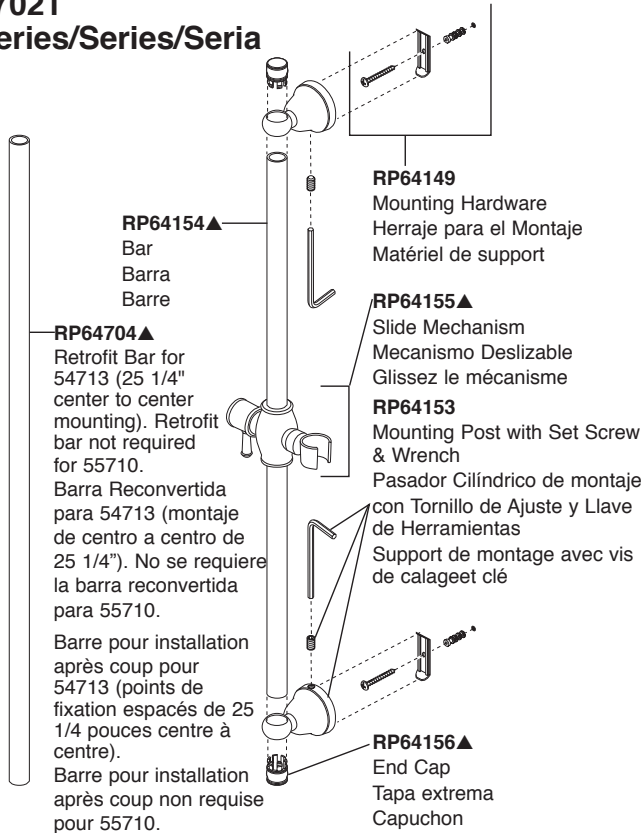 7021
eries/Series/Seria
RP64149
Mounting Hardware
Herraje para el Montaje
Matériel de support
RP64154▲
Bar
Barra
Barre
RP64155▲
Slide Mechanism
Mecanismo Deslizable
Glissez le mécanisme
RP64704▲
Retrofit Bar for
54713 (25 1/4"
center to center
mounting). Retrofit
bar not required
for 55710.
Barra Reconvertida
para 54713 (montaje
de centro a centro de
25 1/4”). No se requiere
la barra reconvertida
para 55710.
Barre pour installation
après coup pour
54713 (points de
fixation espacés de 25
1/4 pouces centre à
centre).
Barre pour installation
après coup non requise
pour 55710.
RP64153
Mounting Post with Set Screw
& Wrench
Pasador Cilíndrico de montaje
con Tornillo de Ajuste y Llave
de Herramientas
Support de montage avec vis
de calageet clé
RP64156▲
End Cap
Tapa extrema
Capuchon